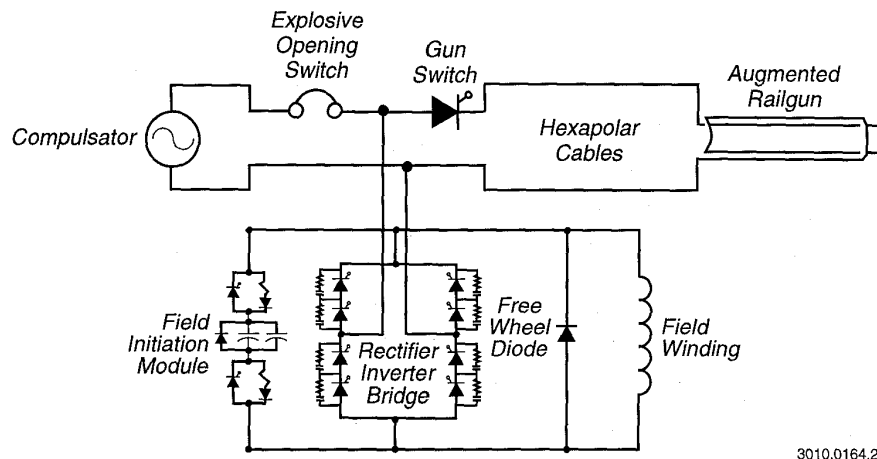 Explosive
Opening
Switch
Gun
Switch
Augmented
Railgun
Compulsator
Hexapolar
Cables
Field
Initiation
Module
Rectifier
Inverter
Bridge
Free
Wheel
Diode
Field
Winding
3010.0164.2